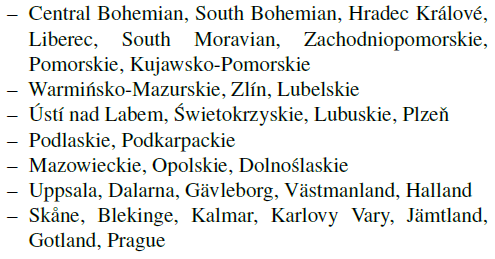 – Central Bohemian, South Bohemian, Hradec Králové,
Liberec, South Moravian, Zachodniopomorskie,
Pomorskie, Kujawsko-Pomorskie
– Warmińsko-Mazurskie, Zlín, Lubelskie
– Ústí nad Labem, Świetokrzyskie, Lubuskie, Plzeň
– Podlaskie, Podkarpackie
– Mazowieckie, Opolskie, Dolnoślaskie
– Uppsala, Dalarna, Gävleborg, Västmanland, Halland
– Skåne, Blekinge, Kalmar, Karlovy Vary, Jämtland,
Gotland, Prague